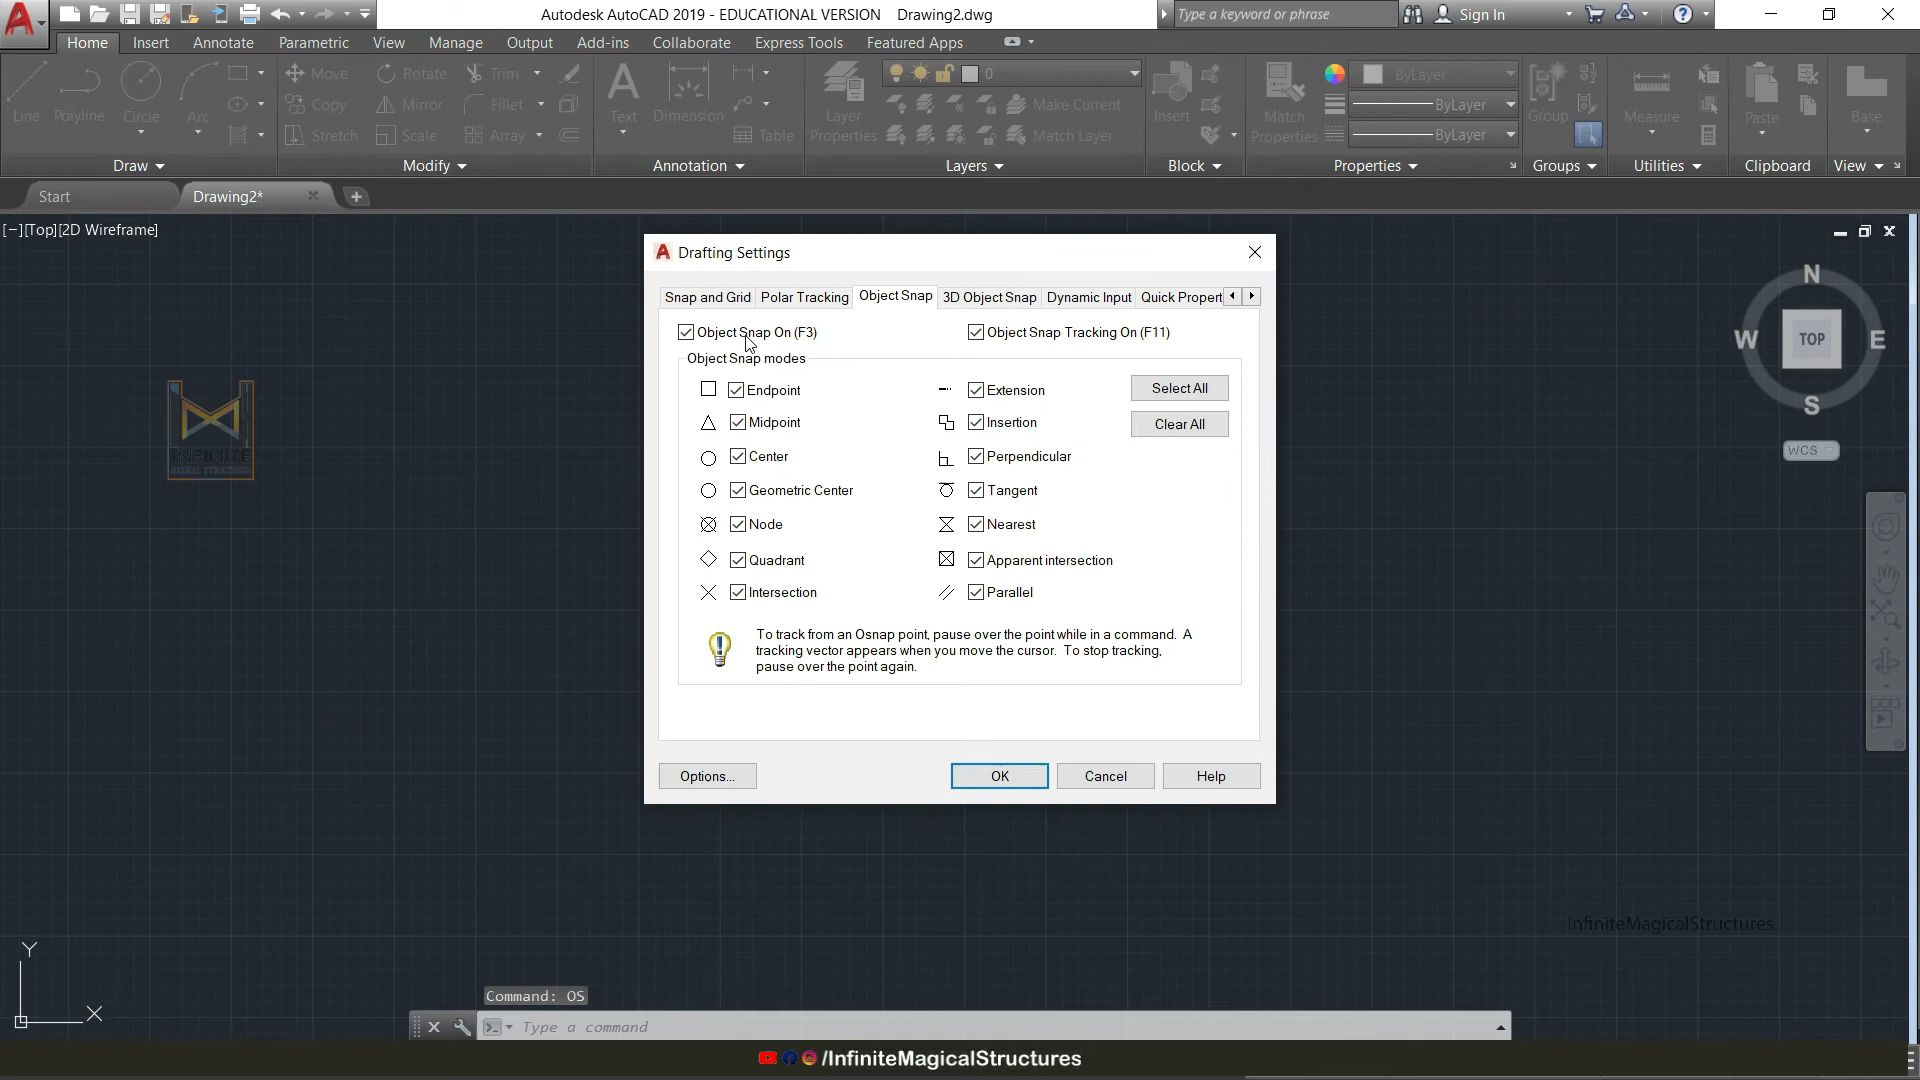 Autodesk AutoCAD 2019 - EDUCATIONAL VERSION Drawing2.dwg
Type a keyword or phrase
Sign In
Home Insert Annotate Parametric View Manage Output Add-ins Collaborate Express Tools Featured Apps
Line Polyline Circle Arc
Move Rotate Trim
Copy Mirror Fillet
Stretch Scale Array
Text Dimension
Table
Layer Properties
0
Make Current
Match Layer
Insert
Match Properties
ByLayer
ByLayer
ByLayer
Group
Measure
Paste
Base
Draw Modify Annotation Layers Block Properties Groups Utilities Clipboard View
Start Drawing2*
[−][Top][2D Wireframe]
N
W TOP E
S
WCS
INFINITE
MAGICAL STRUCTURES
Drafting Settings
Snap and Grid Polar Tracking Object Snap 3D Object Snap Dynamic Input Quick Propert
Object Snap On (F3) Object Snap Tracking On (F11)
Object Snap modes
Endpoint Extension Select All
Midpoint Insertion Clear All
Center Perpendicular
Geometric Center Tangent
Node Nearest
Quadrant Apparent intersection
Intersection Parallel
To track from an Osnap point, pause over the point while in a command. A
tracking vector appears when you move the cursor. To stop tracking,
pause over the point again.
Options... OK Cancel Help
InfiniteMagicalStructures
Y
X
Command: OS
Type a command
/InfiniteMagicalStructures